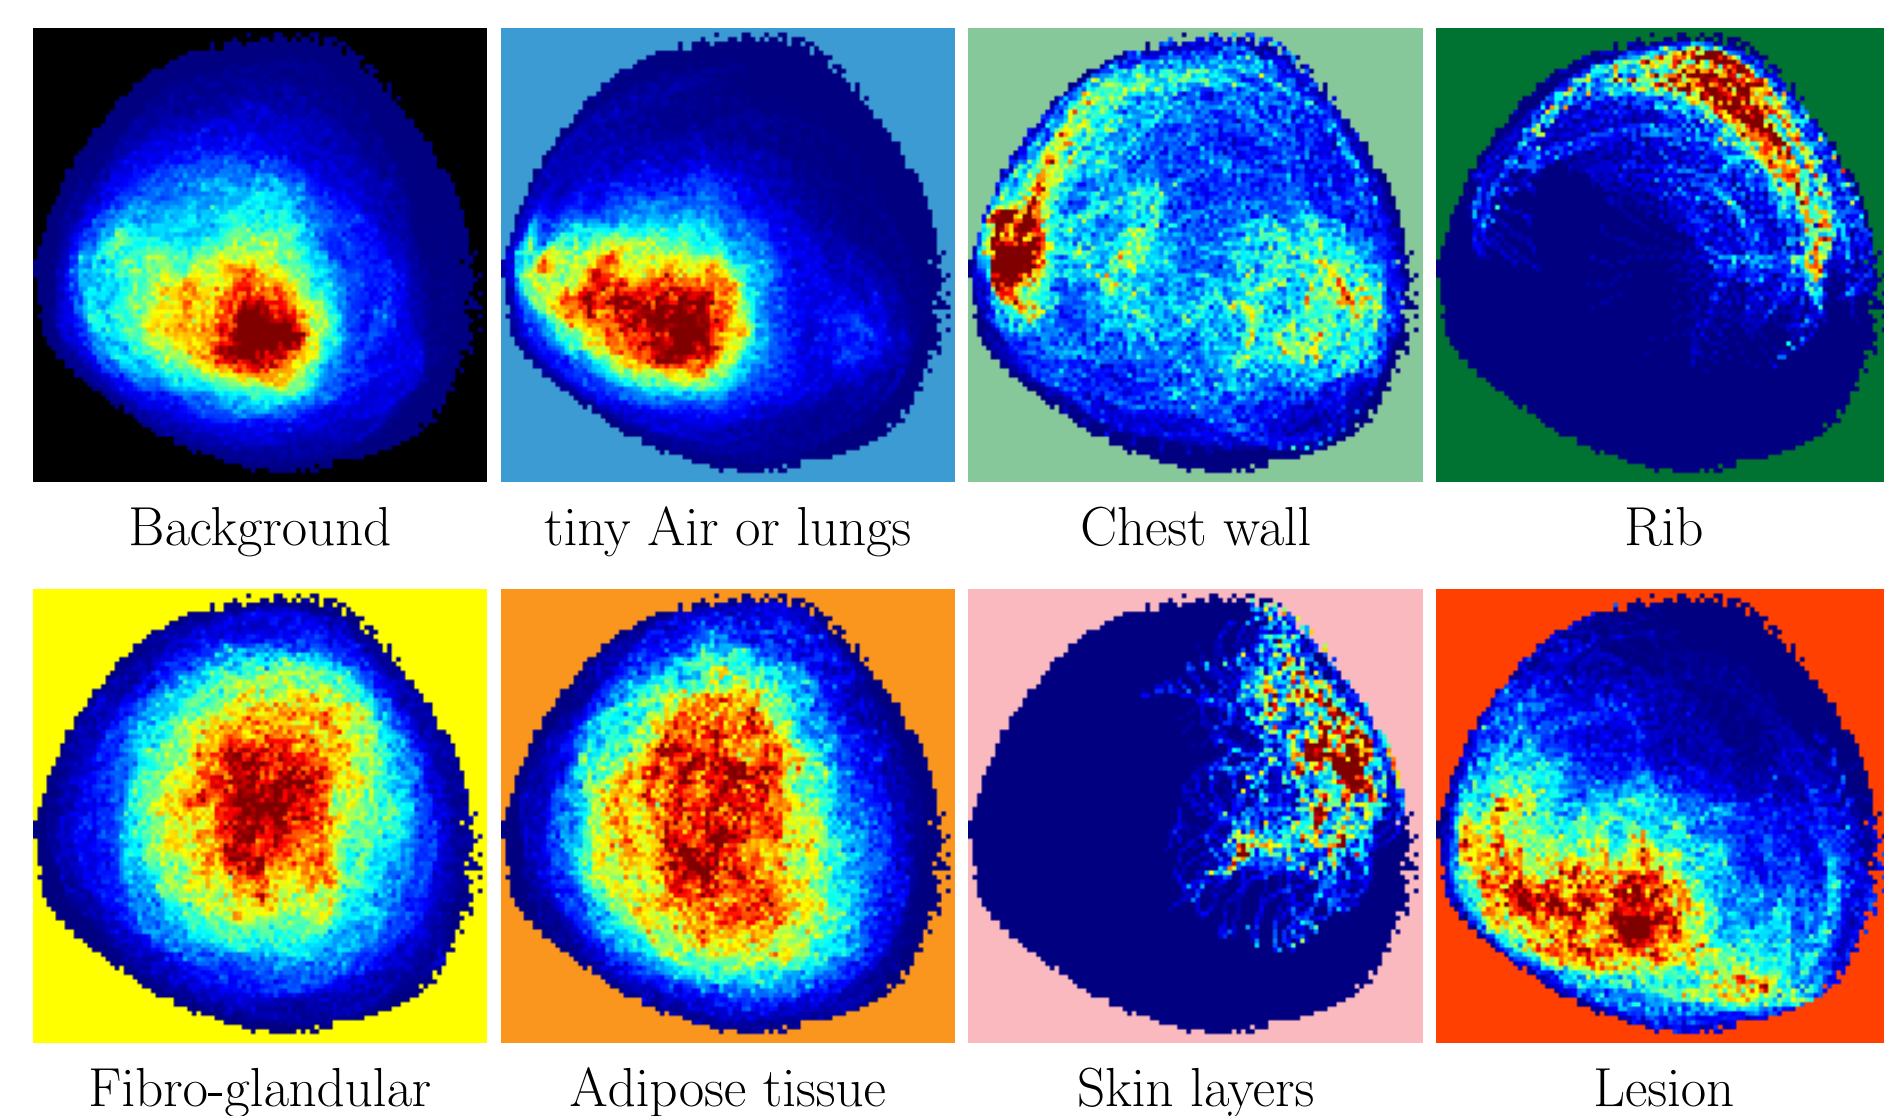 Background
tiny Air or lungs
Chest wall
Rib
Fibro-glandular
Adipose tissue
Skin layers
Lesion